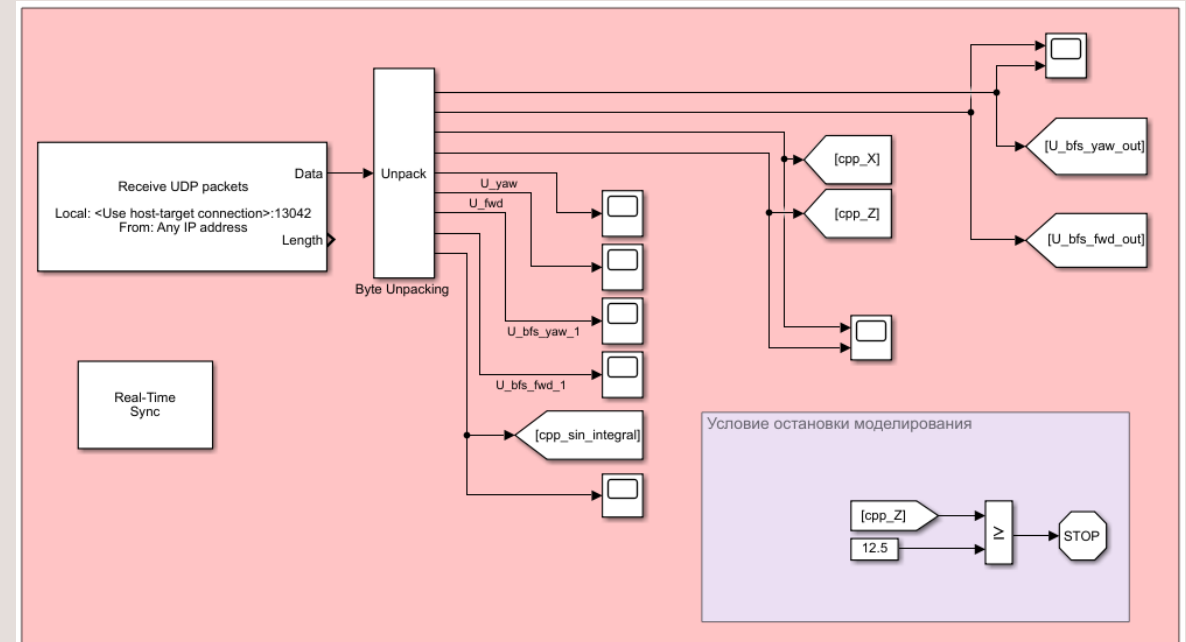 Receive UDP packets
Local: <Use host-target connection>:13042
From: Any IP address
Data
Length
Unpack
Byte Unpacking
U_yaw
U_fwd
U_bfs_yaw_1
U_bfs_fwd_1
[cpp_sin_integral]
[cpp_X]
[cpp_Z]
[U_bfs_yaw_out]
[U_bfs_fwd_out]
Real-Time
Sync
Условие остановки моделирования
[cpp_Z]
12.5
≥
STOP